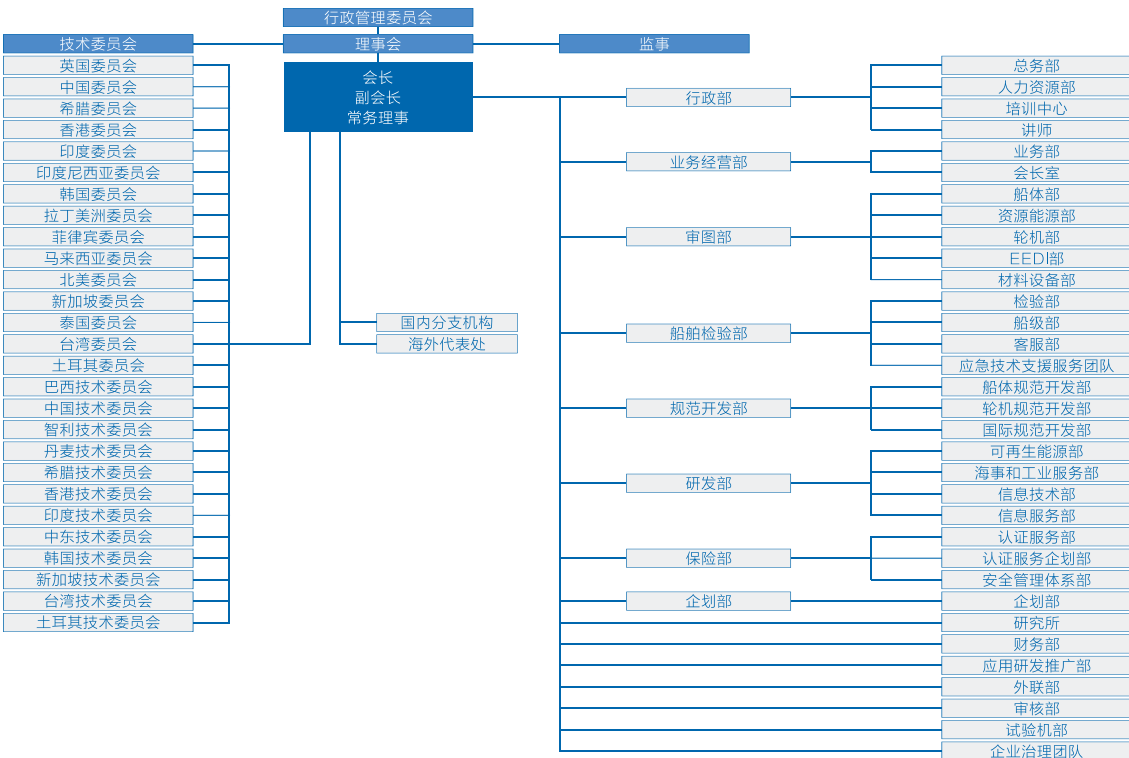 行政管理委员会
技术委员会
理事会
监事
会长
副会长
常务理事
英国委员会
中国委员会
希腊委员会
香港委员会
印度委员会
印度尼西亚委员会
韩国委员会
拉丁美洲委员会
菲律宾委员会
马来西亚委员会
北美委员会
新加坡委员会
泰国委员会
台湾委员会
土耳其委员会
巴西技术委员会
中国技术委员会
智利技术委员会
丹麦技术委员会
希腊技术委员会
香港技术委员会
印度技术委员会
中东技术委员会
韩国技术委员会
新加坡技术委员会
台湾技术委员会
土耳其技术委员会
国内分支机构
海外代表处
行政部
业务经营部
审图部
船舶检验部
规范开发部
研发部
保险部
企划部
总务部
人力资源部
培训中心
讲师
业务部
会长室
船体部
资源能源部
轮机部
EEDI部
材料设备部
检验部
船级部
客服部
应急技术支援服务团队
船体规范开发部
轮机规范开发部
国际规范开发部
可再生能源部
海事和工业服务部
信息技术部
信息服务部
认证服务部
认证服务企划部
安全管理体系部
企划部
研究所
财务部
应用研发推广部
外联部
审核部
试验机部
企业治理团队